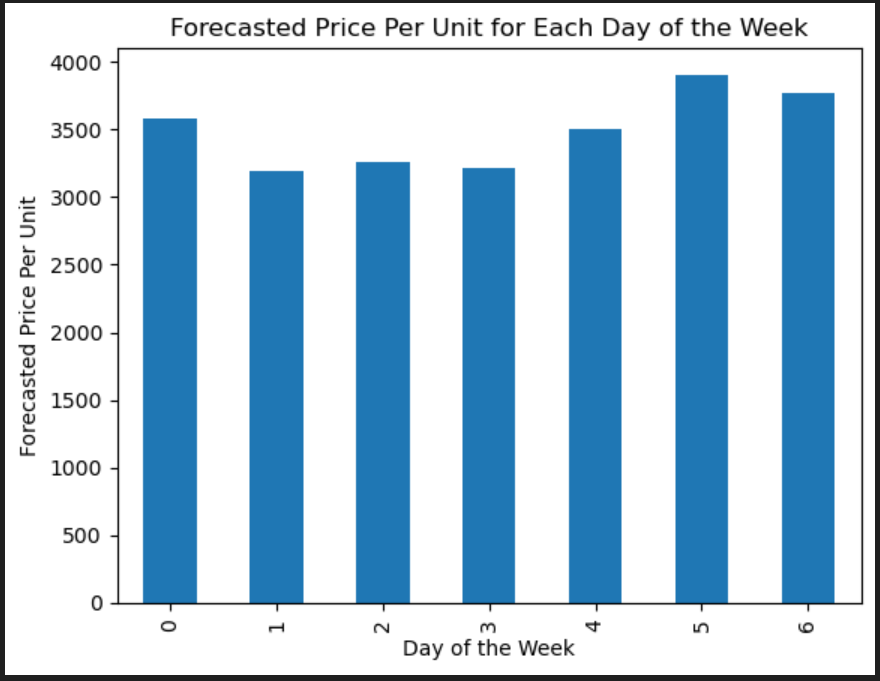 Forecasted Price Per Unit for Each Day of the Week
4000
3500
3000
2500
2000
1500
1000
500
0
Forecasted Price Per Unit
0 1 2 3 4 5 6
Day of the Week